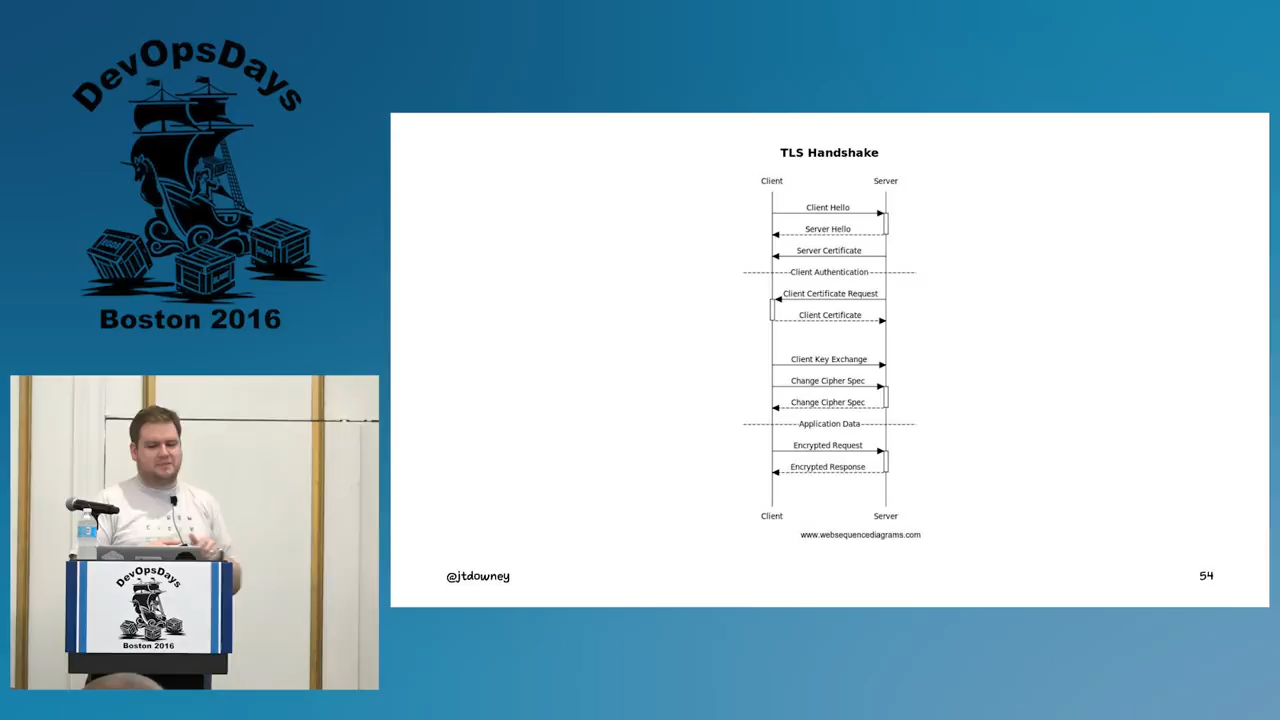 DevOpsDays
Boston 2016
TLS Handshake
Client Server
Client Hello
Server Hello
Server Certificate
Client Authentication
Client Certificate Request
Client Certificate
Client Key Exchange
Change Cipher Spec
Change Cipher Spec
Application Data
Encrypted Request
Encrypted Response
Client Server
www.websequencediagrams.com
@jtdowney
54
DevOpsDays
Boston 2016